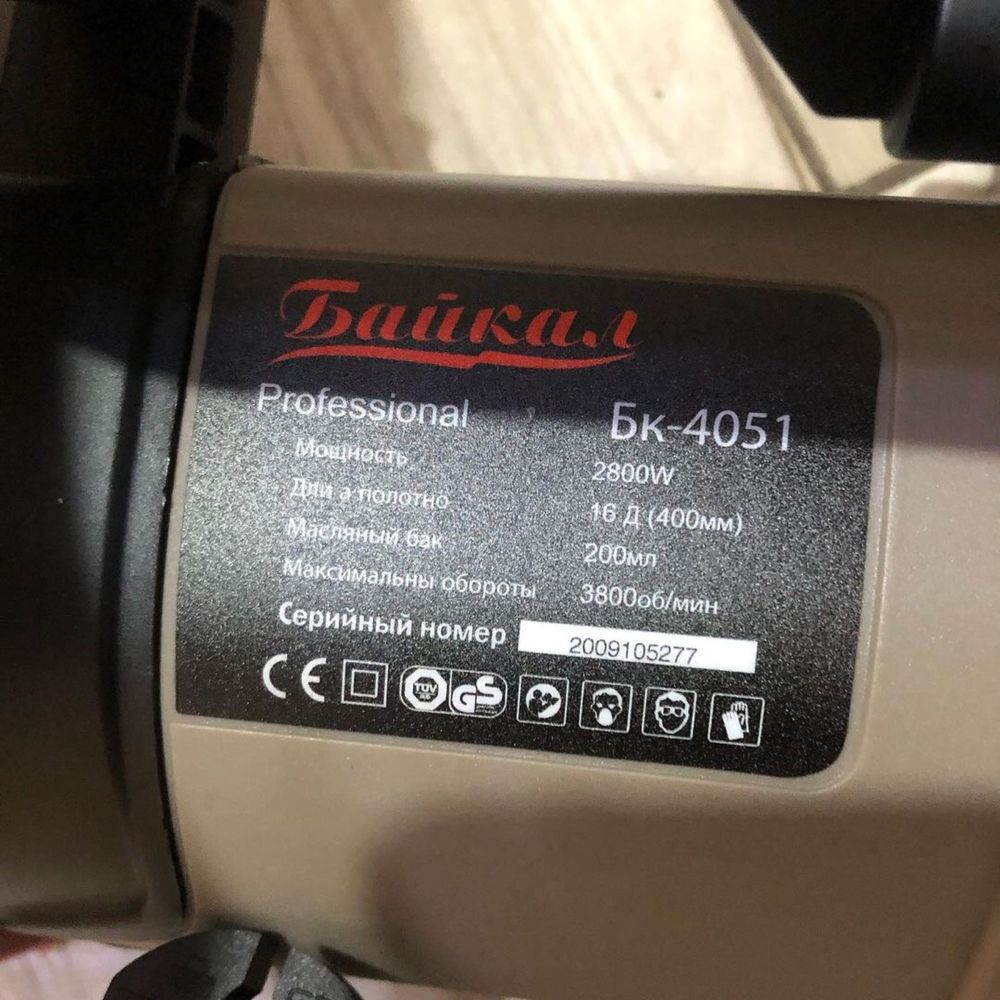 Байкал
Professional Бк-4051
Мощность 2800W
Дли а полотно 16 Д (400мм)
Масляный бак 200мл
Максимальны обороты 3800об/мин
Серийный номер 2009105277
CE TÜV GS